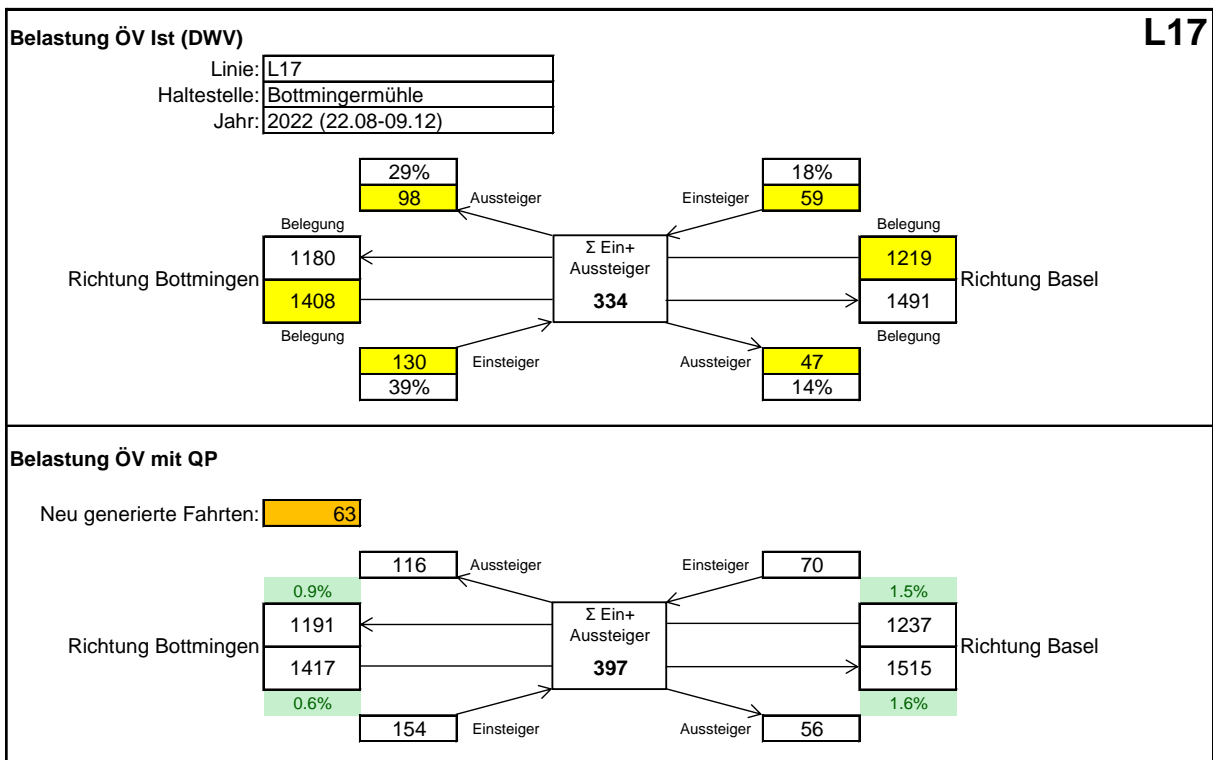 Belastung ÖV Ist (DWV) L17
Linie: L17
Haltestelle: Bottmingermühle
Jahr: 2022 (22.08-09.12)
29% 18%
98 Aussteiger Einsteiger 59
Belegung Belegung
1180 Σ Ein+ 1219
Richtung Bottmingen Aussteiger Richtung Basel
1408 334 1491
Belegung Belegung
130 Einsteiger Aussteiger 47
39% 14%
Belastung ÖV mit QP
Neu generierte Fahrten: 63
116 Aussteiger Einsteiger 70
0.9% 1.5%
1191 Σ Ein+ 1237
Richtung Bottmingen Aussteiger Richtung Basel
1417 397 1515
0.6% 1.6%
154 Einsteiger Aussteiger 56